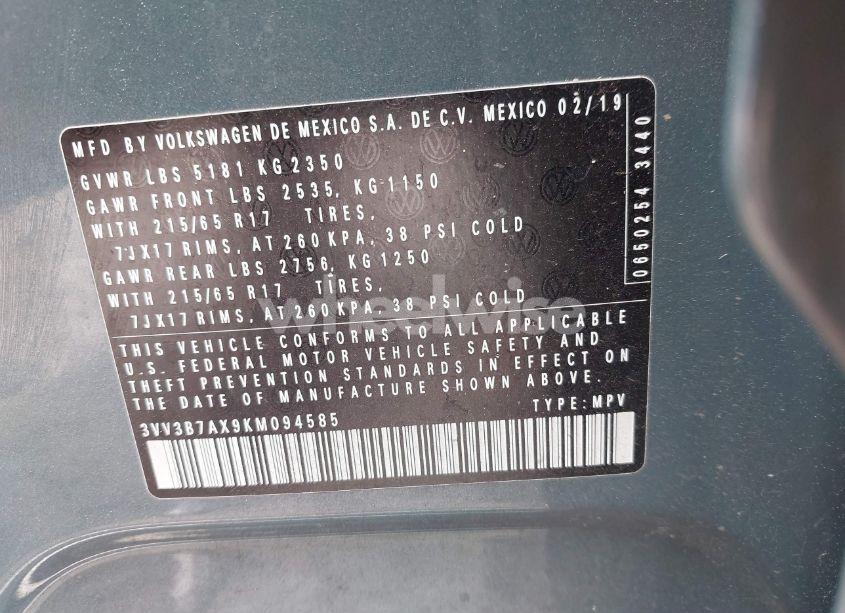 MFD BY VOLKSWAGEN DE MEXICO S.A. DE C.V. MEXICO 02/19
GVWR LBS 5181 KG 2350
GAWR FRONT LBS 2535, KG 1150
WITH 215/65 R17 TIRES,
7JX17 RIMS, AT 260 KPA, 38 PSI COLD
GAWR REAR LBS 2756, KG 1250
WITH 215/65 R17 TIRES,
7JX17 RIMS, AT 260 KPA, 38 PSI COLD
0650254 3440
wheelwise
THIS VEHICLE CONFORMS TO ALL APPLICABLE
U.S. FEDERAL MOTOR VEHICLE SAFETY AND
THEFT PREVENTION STANDARDS IN EFFECT ON
THE DATE OF MANUFACTURE SHOWN ABOVE.
TYPE: MPV
3VV3B7AX9KM094585